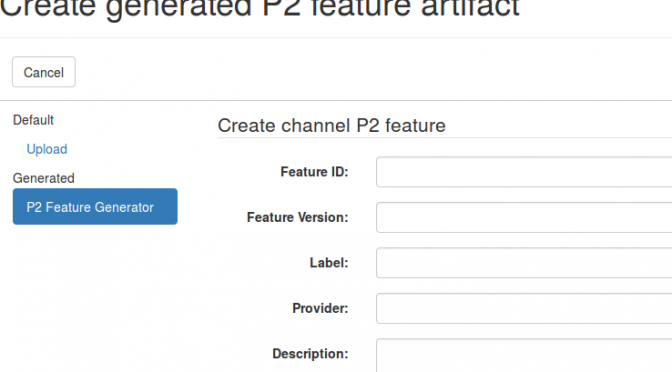 Create generated P2 feature artifact
Cancel
Default
Upload
Generated
P2 Feature Generator
Create channel P2 feature
Feature ID:
Feature Version:
Label:
Provider:
Description: